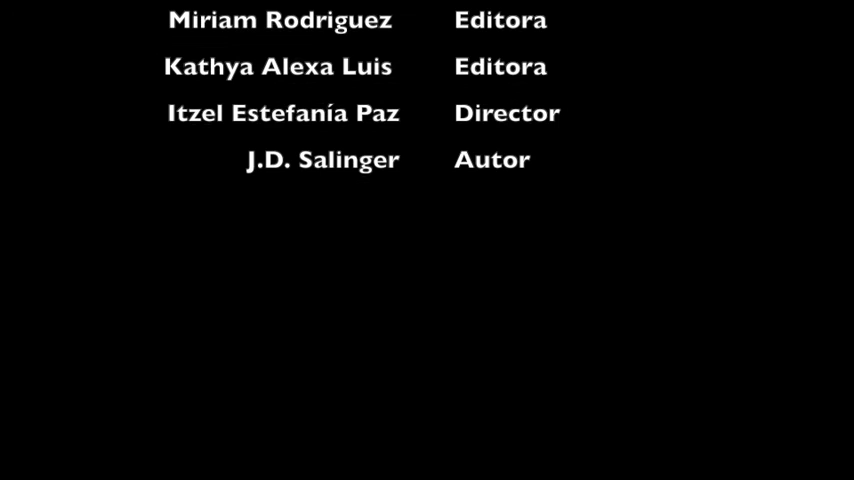 Miriam Rodriguez Editora
Kathya Alexa Luis Editora
Itzel Estefanía Paz Director
J.D. Salinger Autor